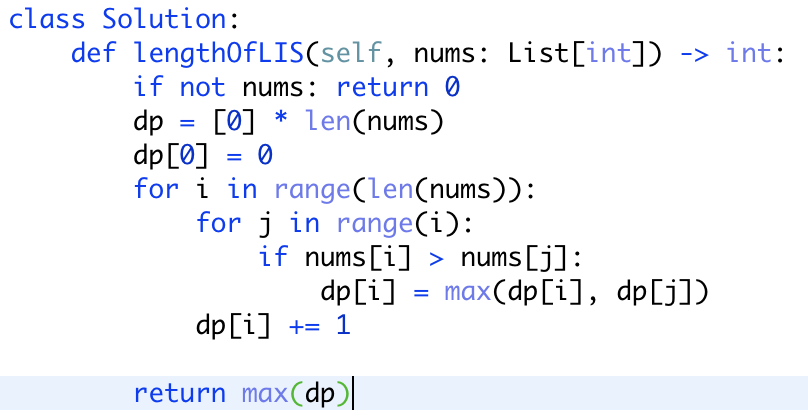 class Solution:
    def lengthOfLIS(self, nums: List[int]) -> int:
        if not nums: return 0
        dp = [0] * len(nums)
        dp[0] = 0
        for i in range(len(nums)):
            for j in range(i):
                if nums[i] > nums[j]:
                    dp[i] = max(dp[i], dp[j])
            dp[i] += 1

        return max(dp)